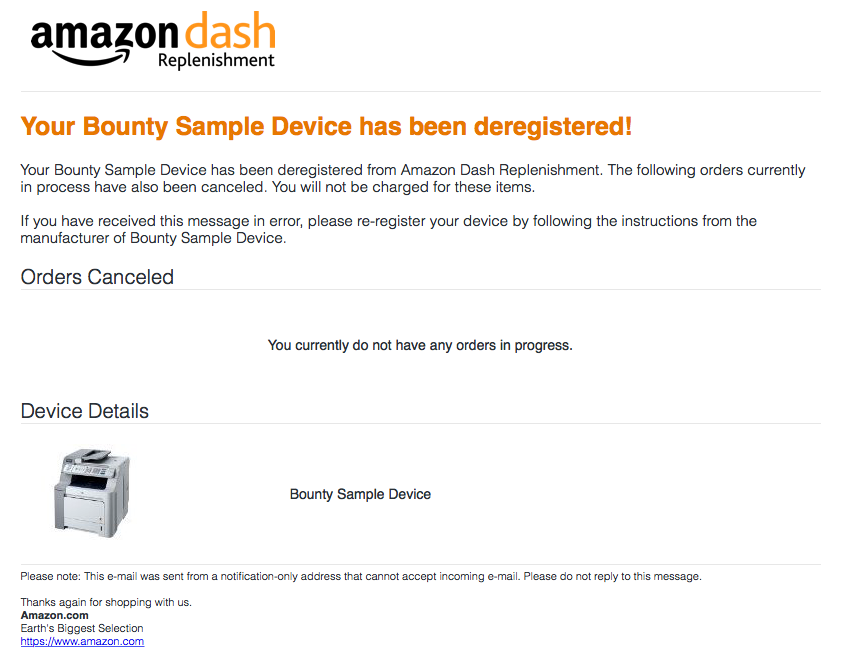 amazon dash
Replenishment
Your Bounty Sample Device has been deregistered!
Your Bounty Sample Device has been deregistered from Amazon Dash Replenishment. The following orders currently
in process have also been canceled. You will not be charged for these items.
If you have received this message in error, please re-register your device by following the instructions from the
manufacturer of Bounty Sample Device.
Orders Canceled
You currently do not have any orders in progress.
Device Details
Bounty Sample Device
Please note: This e-mail was sent from a notification-only address that cannot accept incoming e-mail. Please do not reply to this message.
Thanks again for shopping with us.
Amazon.com
Earth's Biggest Selection
https://www.amazon.com